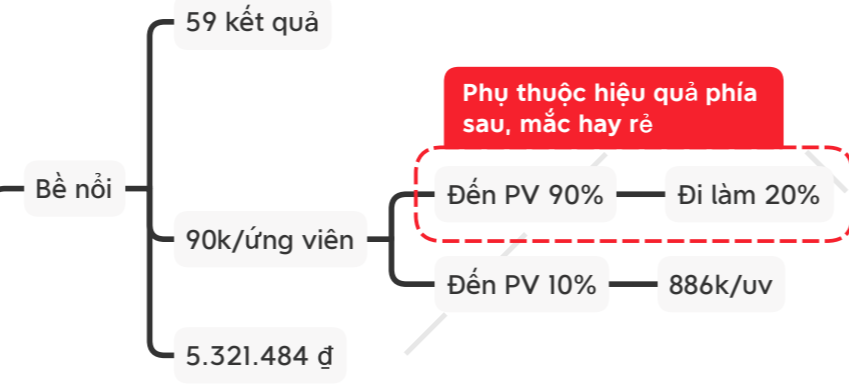 59 kết quả
Phụ thuộc hiệu quả phía
sau, mắc hay rẻ
Bề nổi
Đến PV 90%
Đi làm 20%
90k/ứng viên
Đến PV 10%
886k/uv
5.321.484 ₫